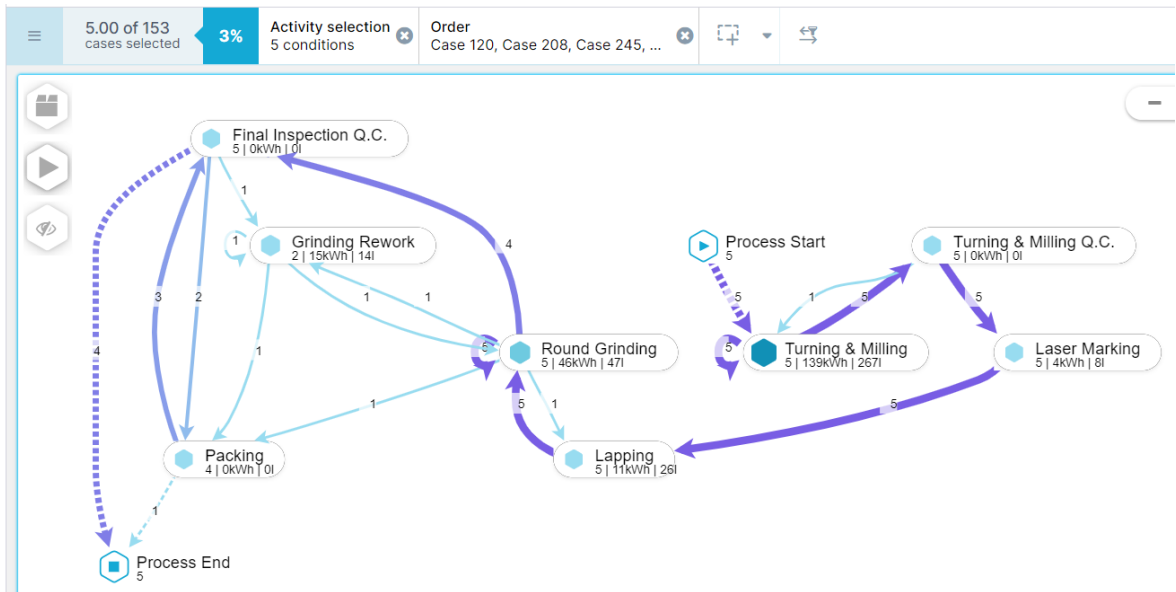 5.00 of 153
cases selected
3%
Activity selection
5 conditions
Order
Case 120, Case 208, Case 245, ...
Final Inspection Q.C.
5 | 0kWh | 0l
1
Grinding Rework
2 | 15kWh | 14l
1
4
Process Start
5
Turning & Milling Q.C.
5 | 0kWh | 0l
3
2
1
1
5
1
5
5
4
1
5
Round Grinding
5 | 46kWh | 47l
5
Turning & Milling
5 | 139kWh | 267l
Laser Marking
5 | 4kWh | 8l
1
5
1
5
Packing
4 | 0kWh | 0l
Lapping
5 | 11kWh | 26l
1
Process End
5